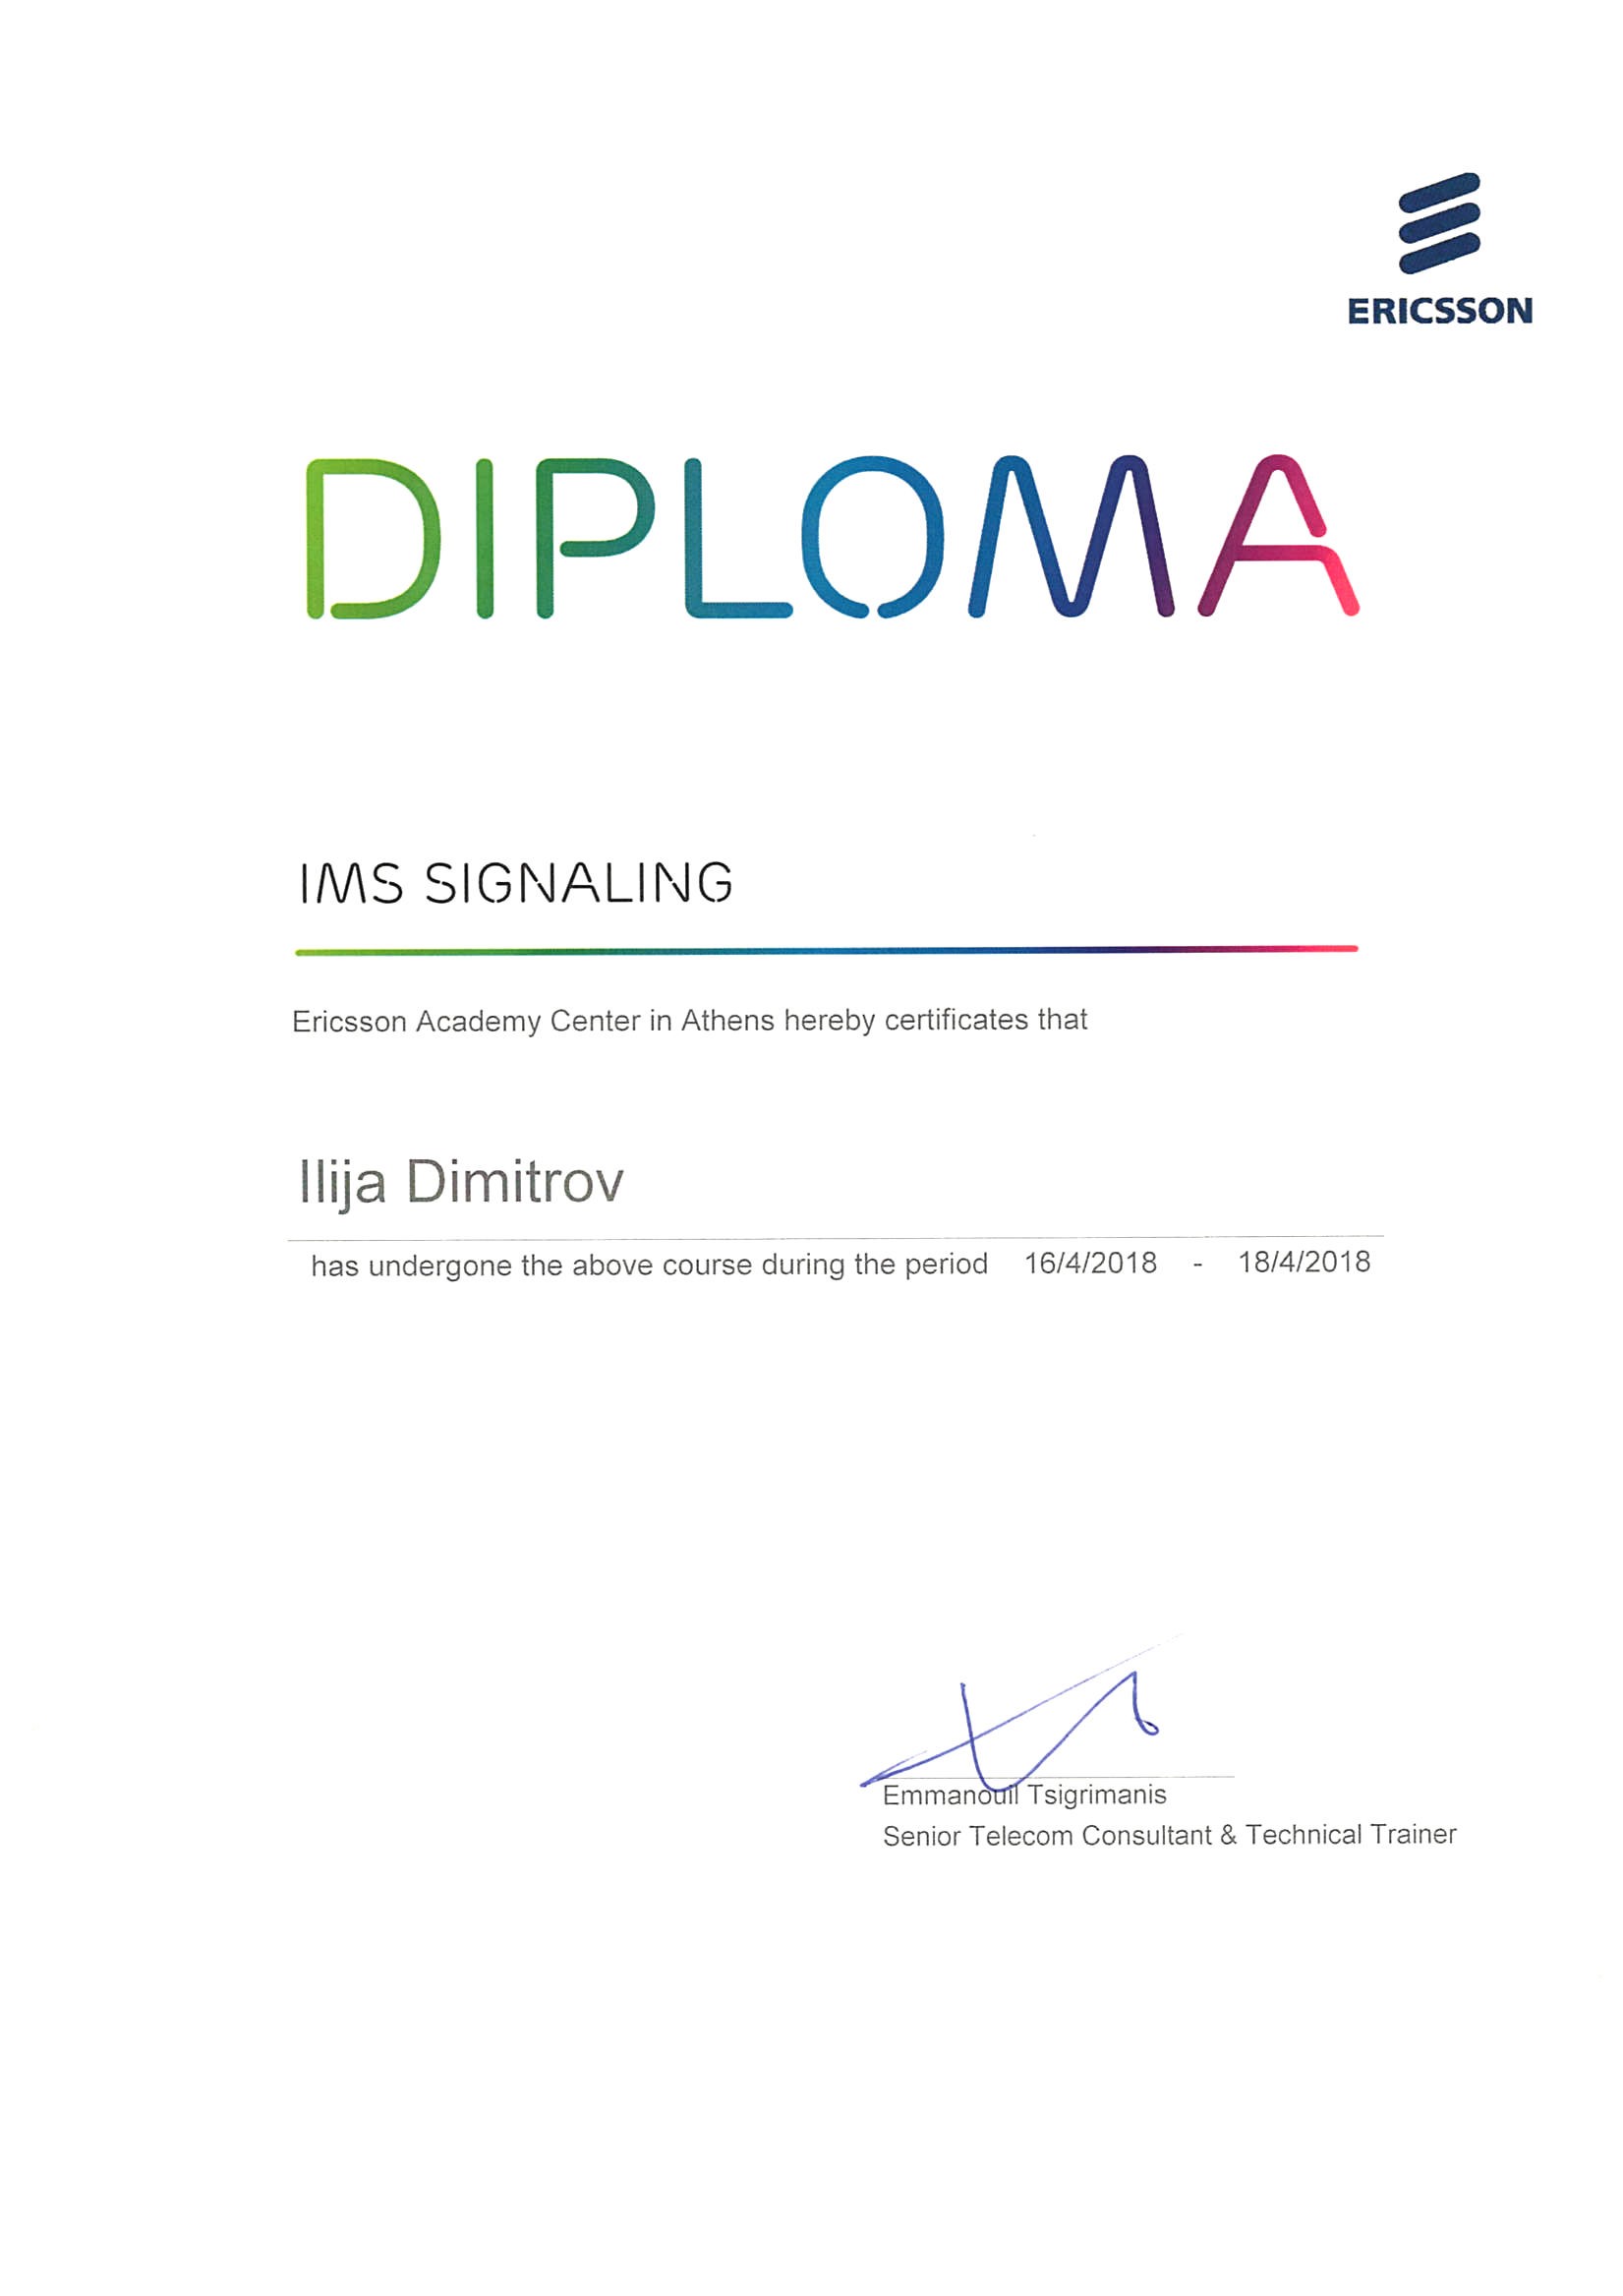 ERICSSON
DIPLOMA
IMS SIGNALING
Ericsson Academy Center in Athens hereby certificates that
Ilija Dimitrov
has undergone the above course during the period 16/4/2018 - 18/4/2018
Emmanouil Tsigrimanis
Senior Telecom Consultant & Technical Trainer